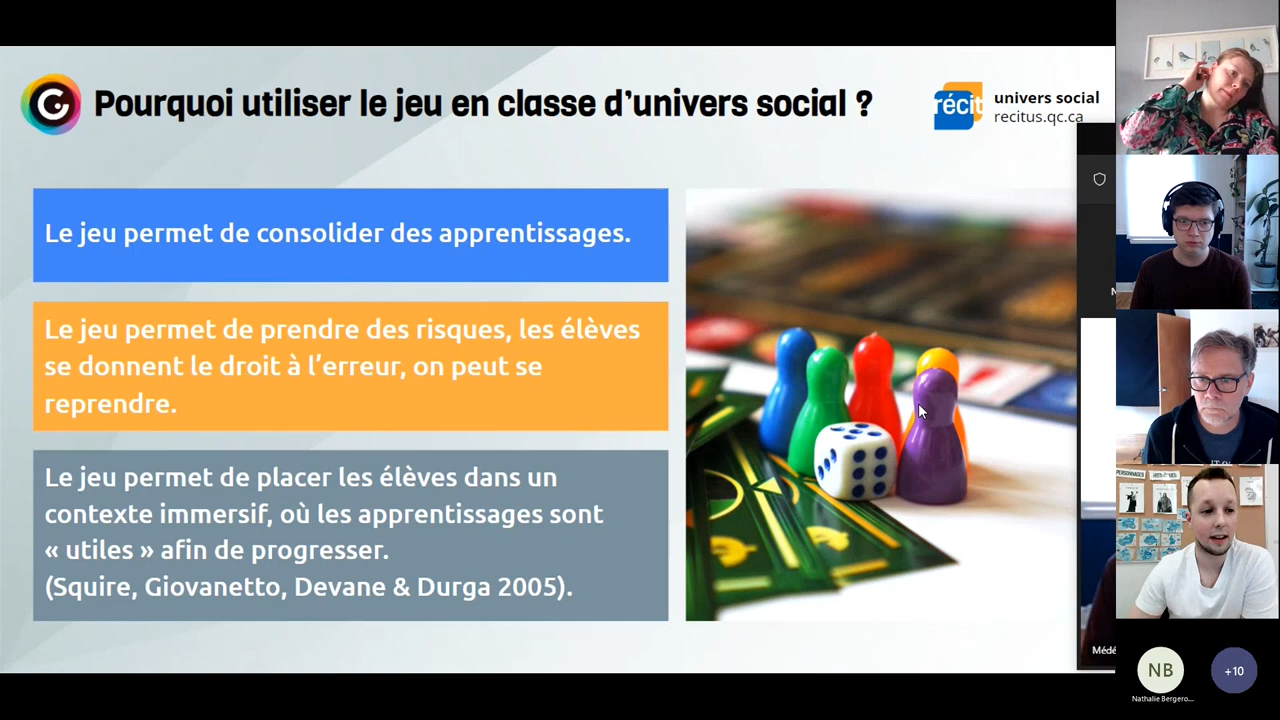 Pourquoi utiliser le jeu en classe d'univers social ?
récit
univers social
recitus.qc.ca
Le jeu permet de consolider des apprentissages.
Le jeu permet de prendre des risques, les élèves
se donnent le droit à l'erreur, on peut se
reprendre.
Le jeu permet de placer les élèves dans un
contexte immersif, où les apprentissages sont
« utiles » afin de progresser.
(Squire, Giovanetto, Devane & Durga 2005).
PERSONNAGES
Médé
NB
Nathalie Bergero...
+10